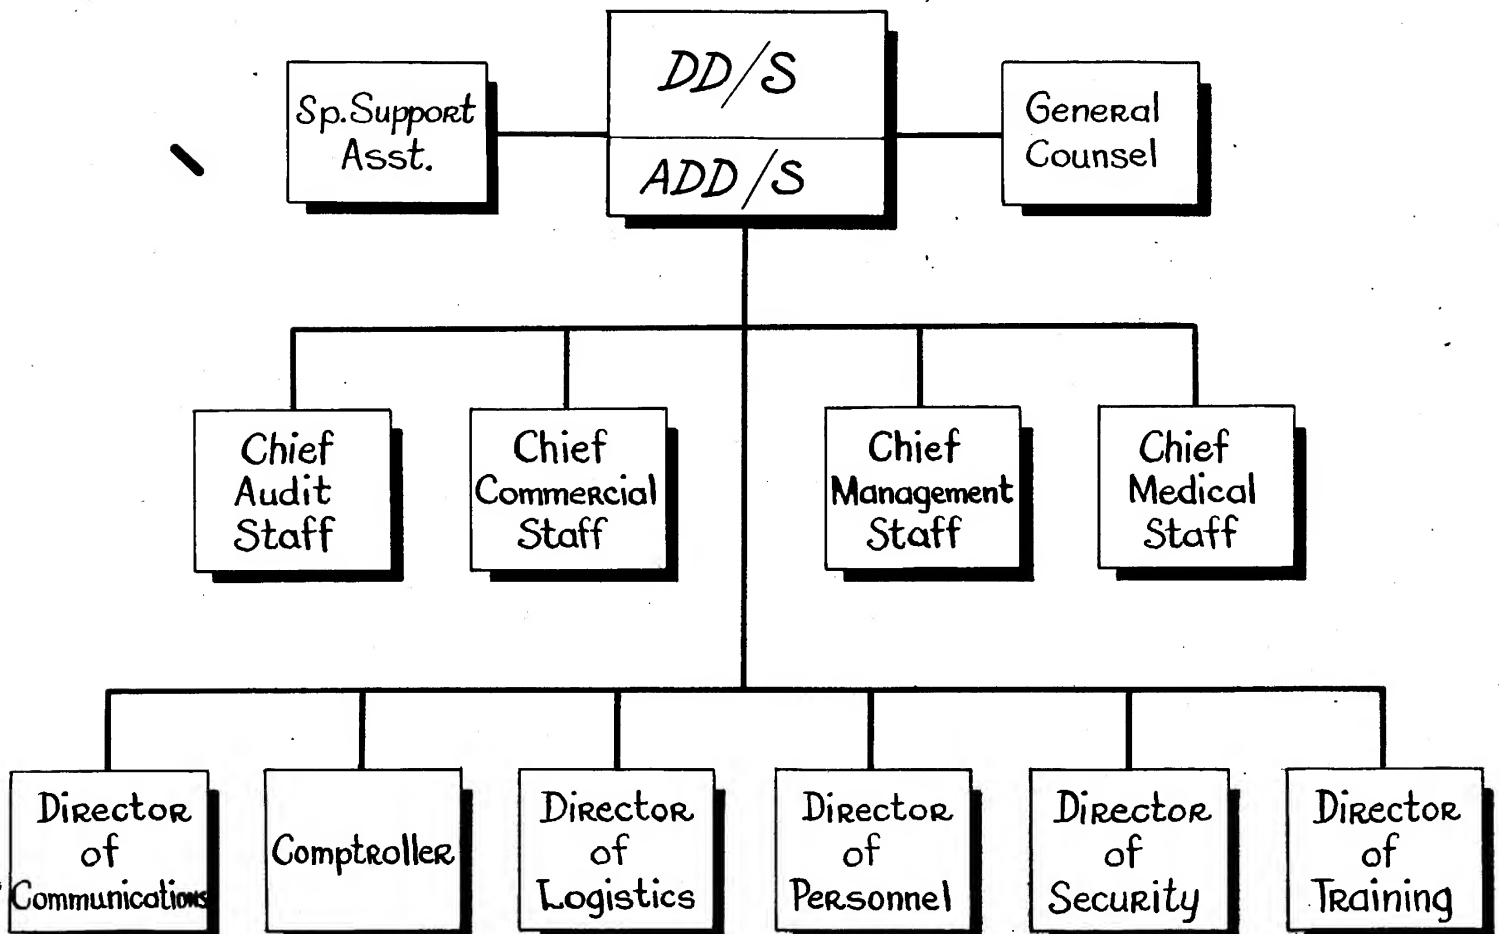 DD/S
ADD/S
Sp. Support
Asst.
General
Counsel
Chief
Audit
Staff
Chief
Commercial
Staff
Chief
Management
Staff
Chief
Medical
Staff
Director
of
Communications
Comptroller
Director
of
Logistics
Director
of
Personnel
Director
of
Security
Director
of
Training